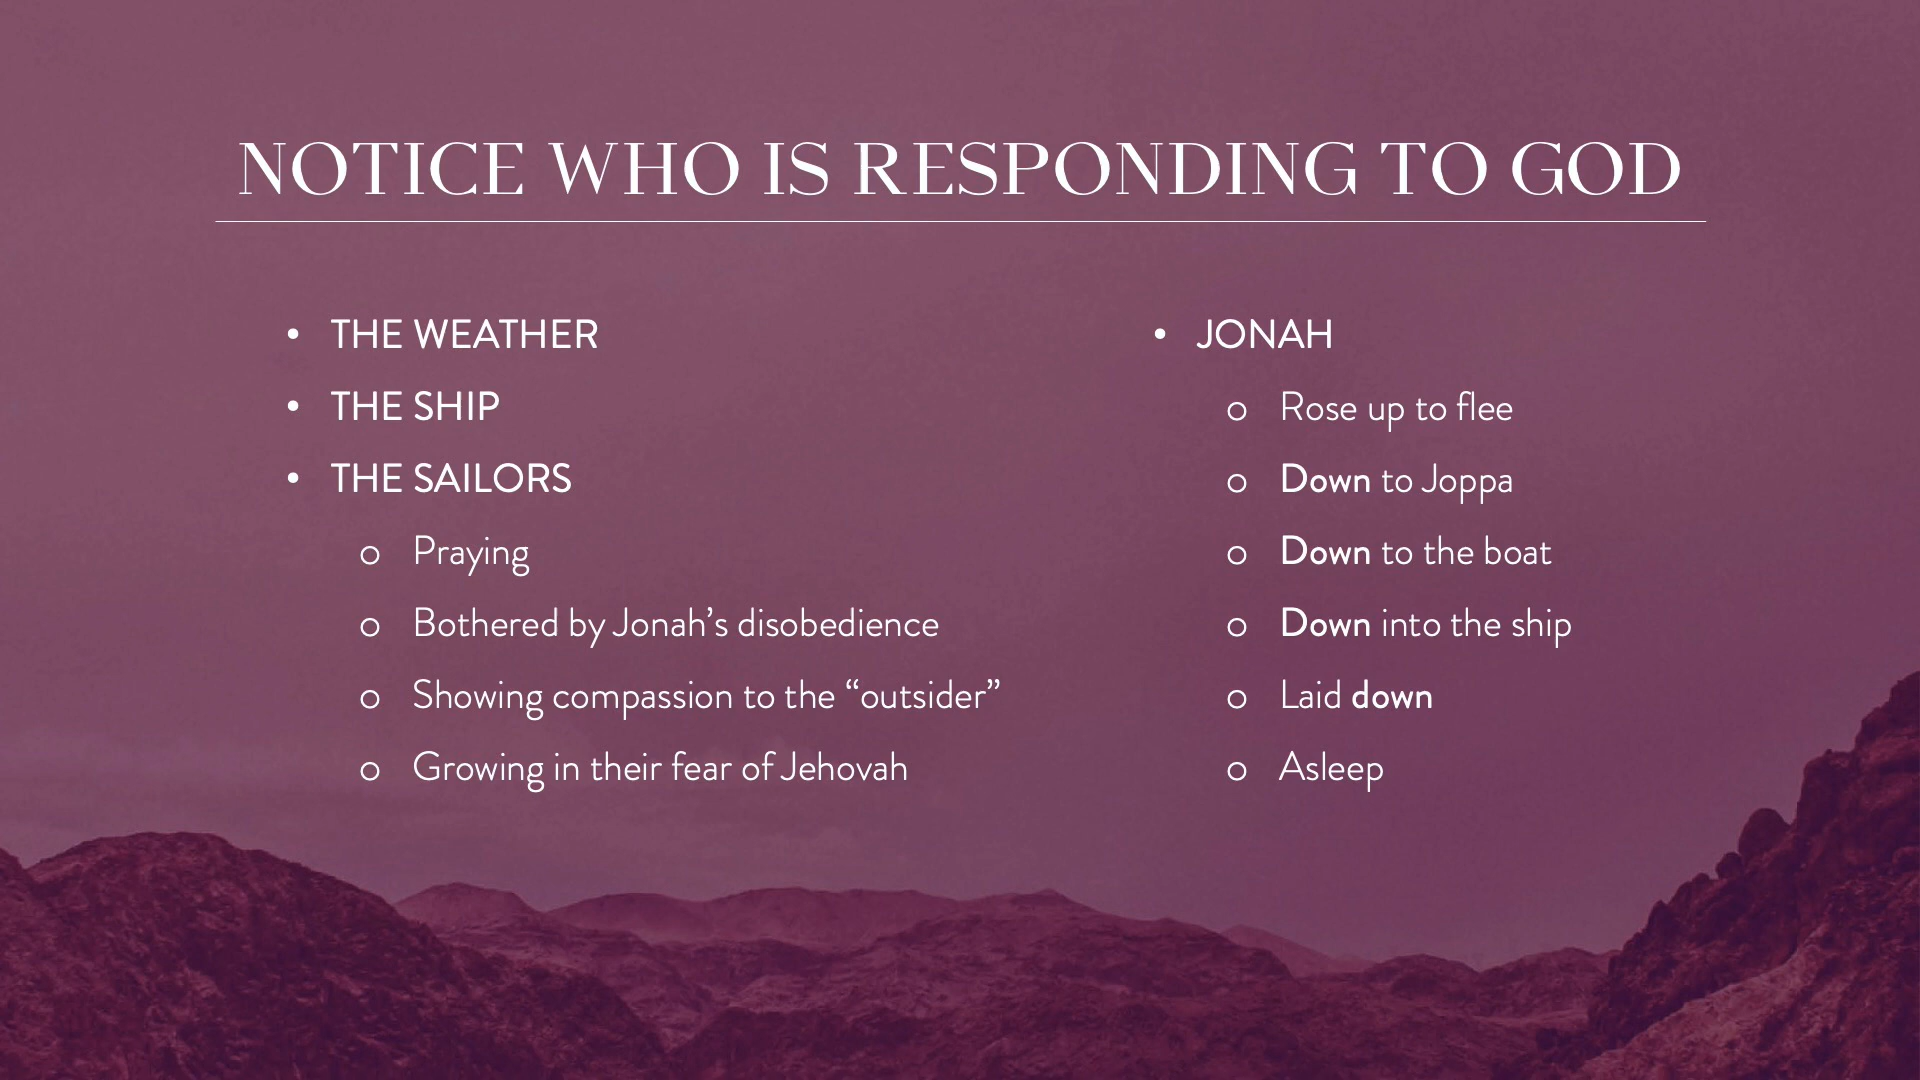 NOTICE WHO IS RESPONDING TO GOD
• THE WEATHER
• THE SHIP
• THE SAILORS
o Praying
o Bothered by Jonah’s disobedience
o Showing compassion to the “outsider”
o Growing in their fear of Jehovah
• JONAH
o Rose up to flee
o Down to Joppa
o Down to the boat
o Down into the ship
o Laid down
o Asleep